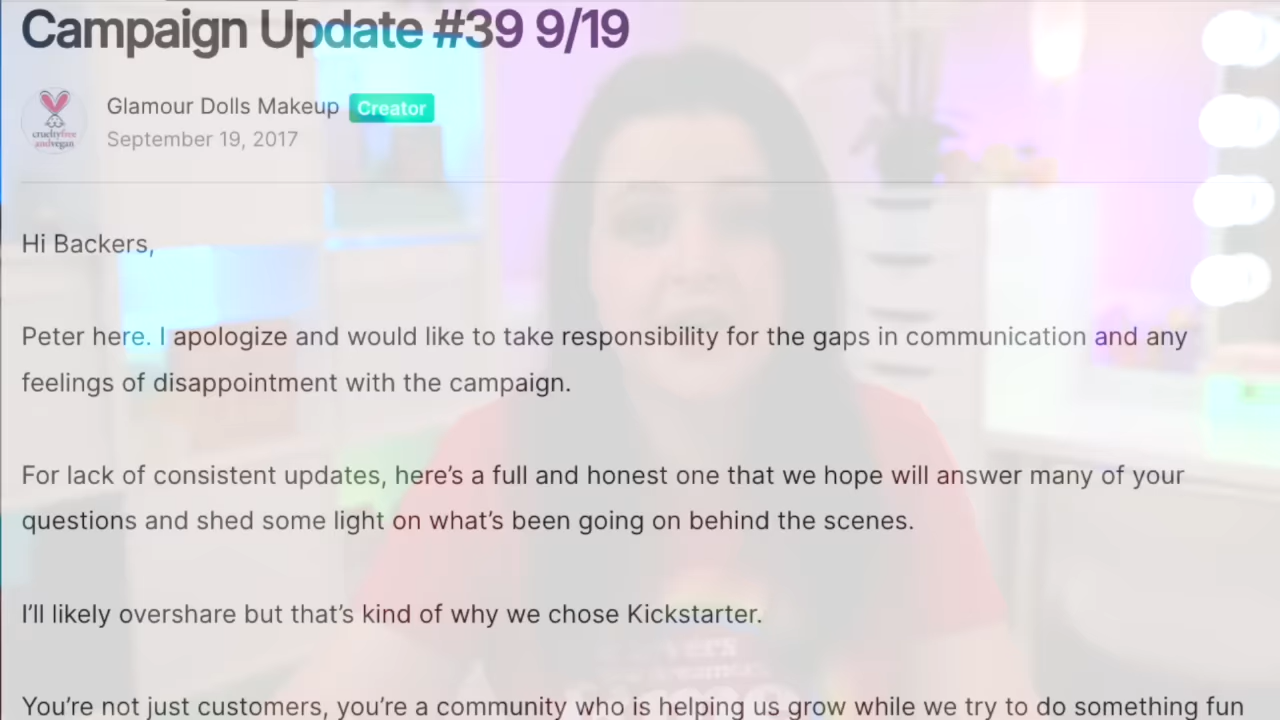 Campaign Update #39 9/19
Glamour Dolls Makeup Creator
September 19, 2017
crueltyfree
andvegan
Hi Backers,
Peter here. I apologize and would like to take responsibility for the gaps in communication and any
feelings of disappointment with the campaign.
For lack of consistent updates, here’s a full and honest one that we hope will answer many of your
questions and shed some light on what’s been going on behind the scenes.
I’ll likely overshare but that’s kind of why we chose Kickstarter.
You’re not just customers, you’re a community who is helping us grow while we try to do something fun